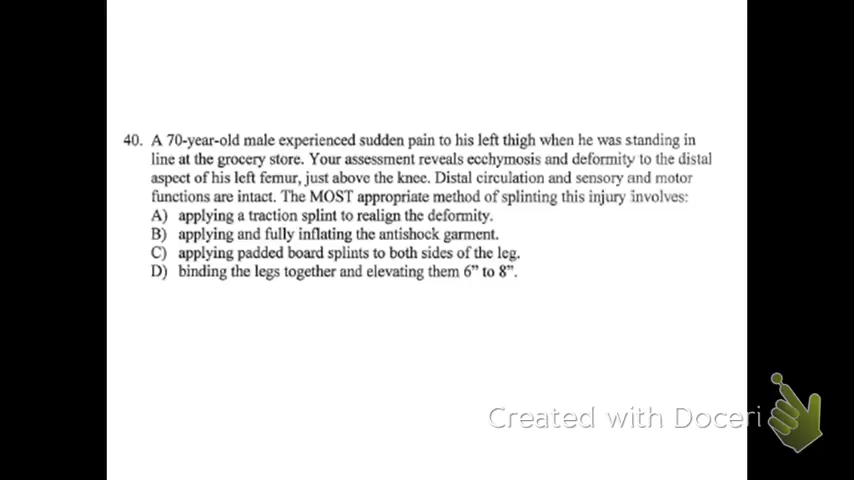 40. A 70-year-old male experienced sudden pain to his left thigh when he was standing in
line at the grocery store. Your assessment reveals ecchymosis and deformity to the distal
aspect of his left femur, just above the knee. Distal circulation and sensory and motor
functions are intact. The MOST appropriate method of splinting this injury involves:
A) applying a traction splint to realign the deformity.
B) applying and fully inflating the antishock garment.
C) applying padded board splints to both sides of the leg.
D) binding the legs together and elevating them 6” to 8”.
Created with Doceri